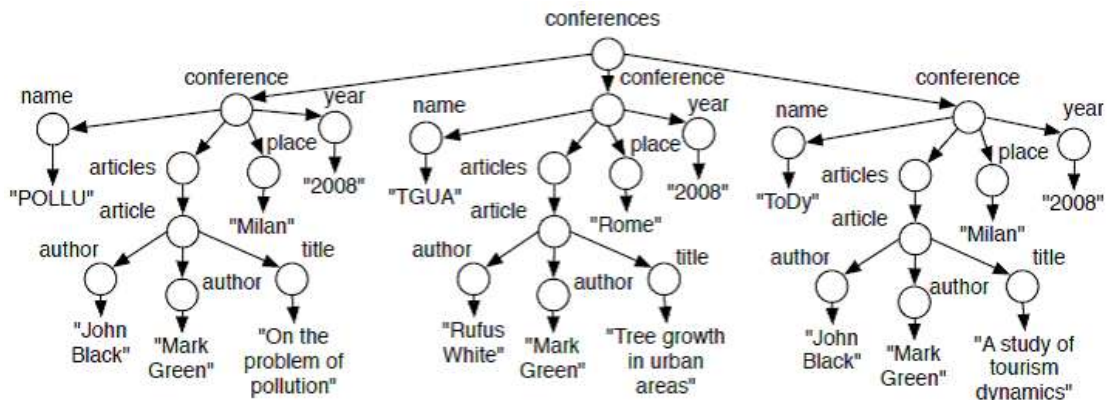 conferences
conference
conference
conference
name
year
name
year
name
year
articles
place
articles
place
articles
place
"POLLU"
"2008"
"TGUA"
"2008"
"ToDy"
"2008"
article
"Milan"
article
"Rome"
article
"Milan"
author
title
author
title
author
title
author
author
author
"John
Black"
"Mark
Green"
"On the
problem of
pollution"
"Rufus
White"
"Mark
Green"
"Tree growth
in urban
areas"
"John
Black"
"Mark
Green"
"A study of
tourism
dynamics"